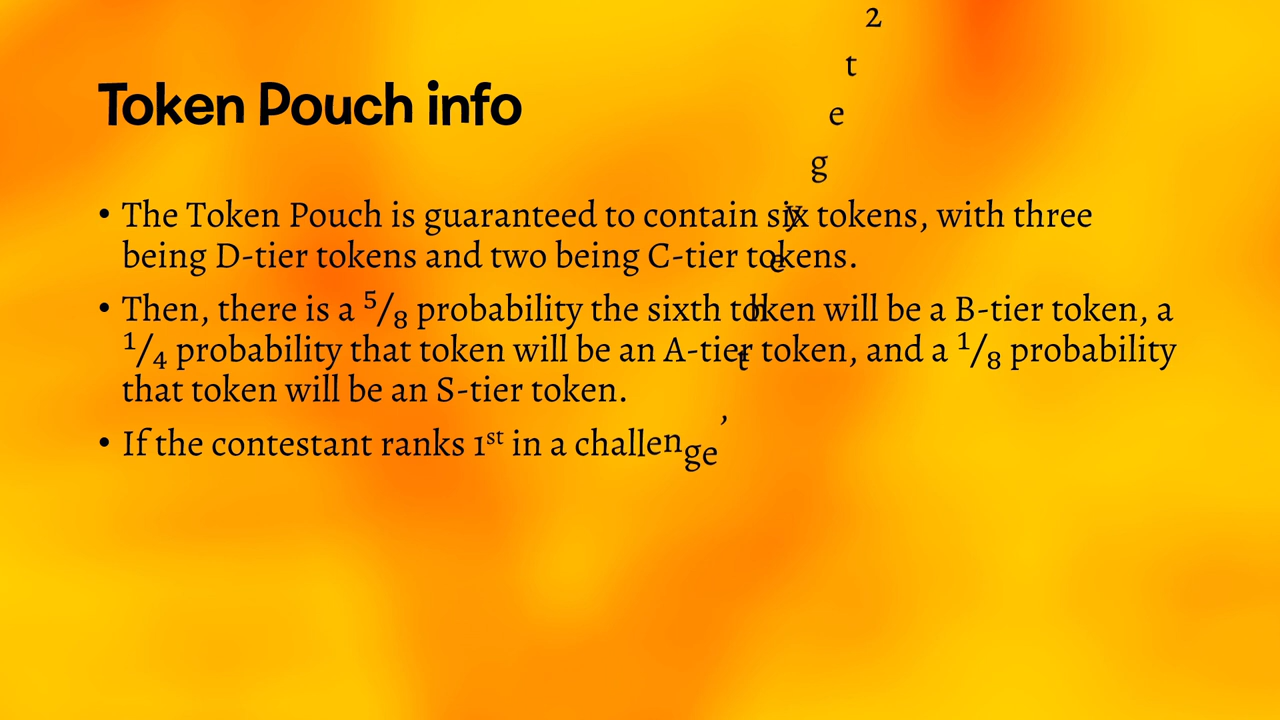 Token Pouch info
• The Token Pouch is guaranteed to contain six tokens, with three
being D-tier tokens and two being C-tier tokens.
• Then, there is a ⁵/₈ probability the sixth token will be a B-tier token, a
¹/₄ probability that token will be an A-tier token, and a ¹/₈ probability
that token will be an S-tier token.
• If the contestant ranks 1st in a challenge, they get 2